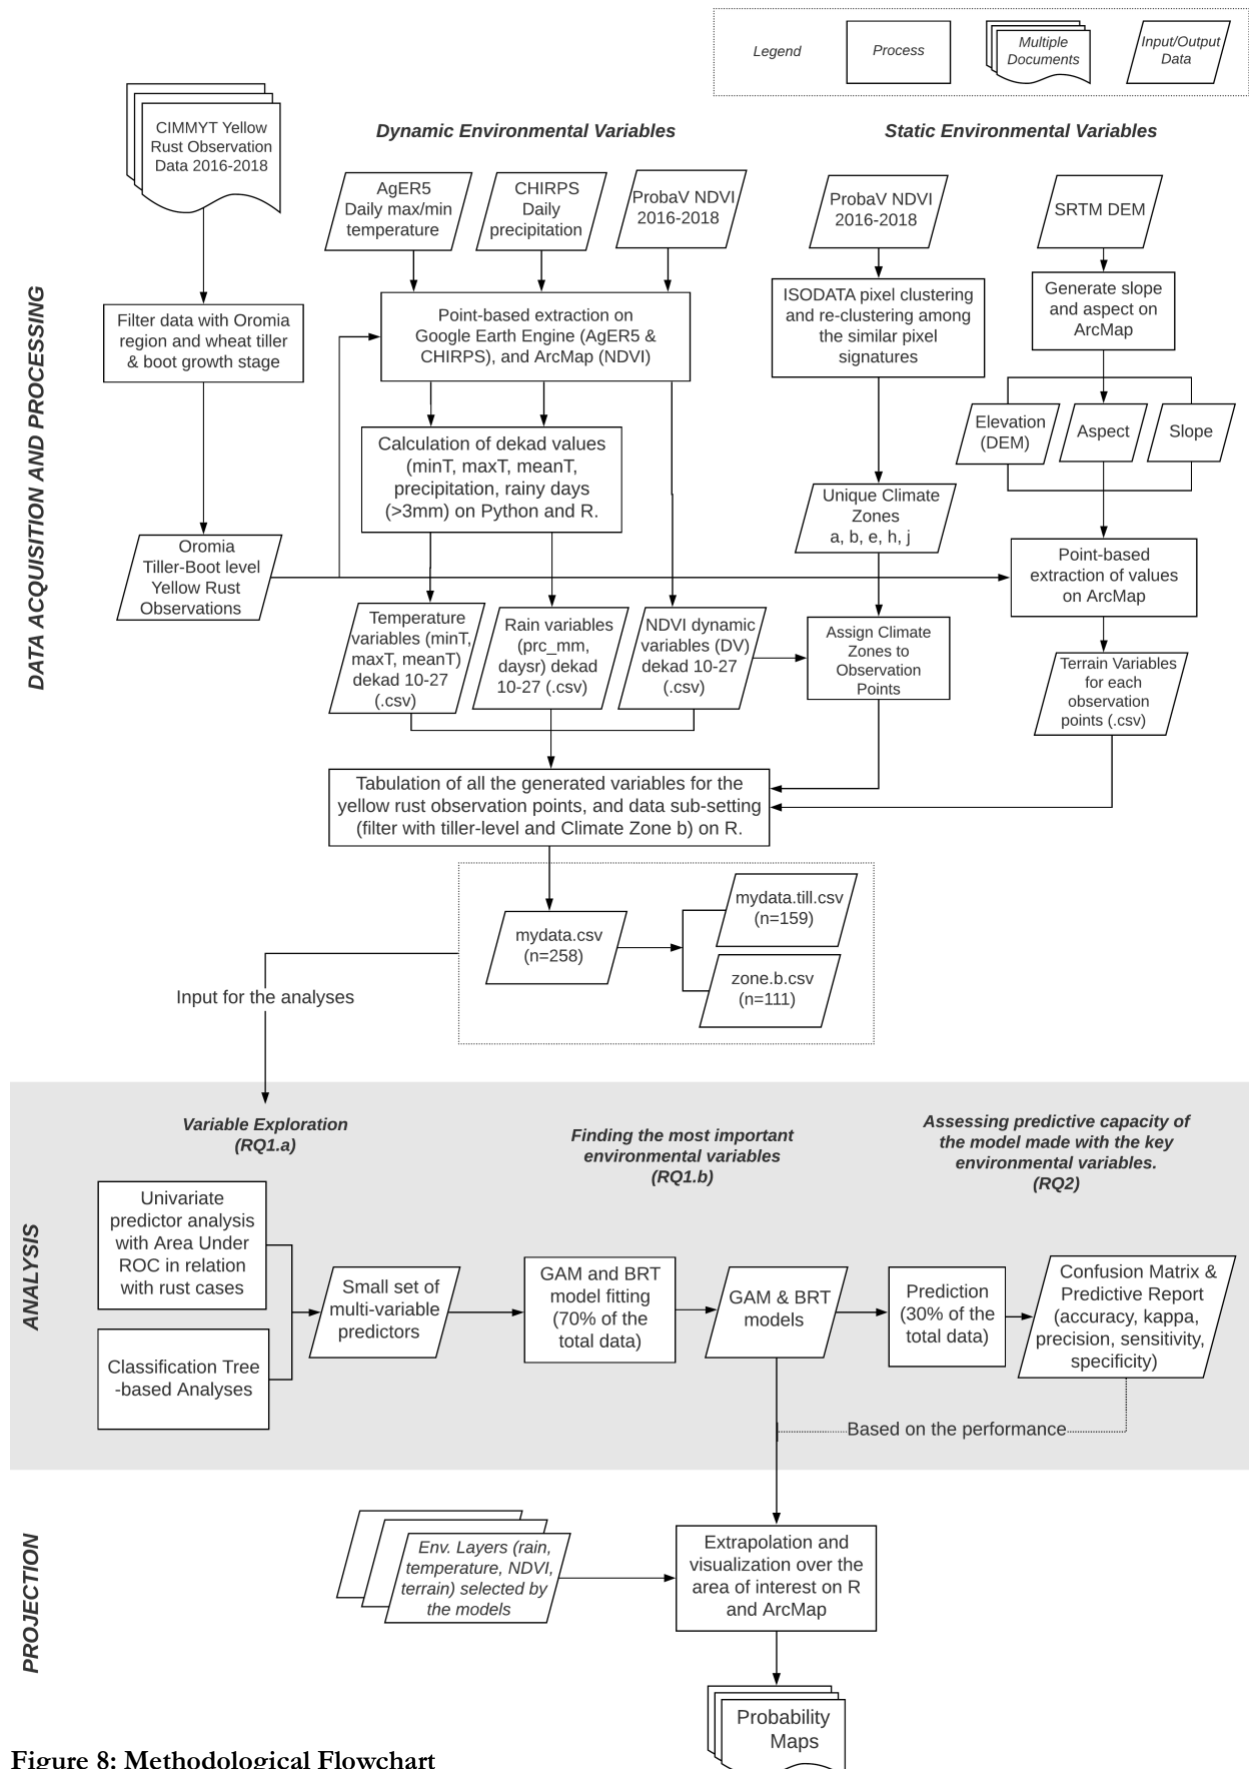 Legend
Process
Multiple
Documents
Input/Output
Data
CIMMYT Yellow
Rust Observation
Data 2016-2018
Dynamic Environmental Variables
Static Environmental Variables
AgER5
Daily max/min
temperature
CHIRPS
Daily
precipitation
ProbaV NDVI
2016-2018
ProbaV NDVI
2016-2018
SRTM DEM
DATA ACQUISITION AND PROCESSING
Filter data with Oromia
region and wheat tiller
& boot growth stage
Point-based extraction on
Google Earth Engine (AgER5 &
CHIRPS), and ArcMap (NDVI)
ISODATA pixel clustering
and re-clustering among
the similar pixel
signatures
Generate slope
and aspect on
ArcMap
Elevation
(DEM)
Aspect
Slope
Calculation of dekad values
(minT, maxT, meanT,
precipitation, rainy days
(>3mm) on Python and R.
Unique Climate
Zones
a, b, e, h, j
Oromia
Tiller-Boot level
Yellow Rust
Observations
Point-based
extraction of values
on ArcMap
Temperature
variables (minT,
maxT, meanT)
dekad 10-27
(.csv)
Rain variables
(prc_mm,
daysr) dekad
10-27 (.csv)
NDVI dynamic
variables (DV)
dekad 10-27
(.csv)
Assign Climate
Zones to
Observation
Points
Terrain Variables
for each
observation
points (.csv)
Tabulation of all the generated variables for the
yellow rust observation points, and data sub-setting
(filter with tiller-level and Climate Zone b) on R.
mydata.csv
(n=258)
mydata.till.csv
(n=159)
zone.b.csv
(n=111)
Input for the analyses
ANALYSIS
Variable Exploration
(RQ1.a)
Finding the most important
environmental variables
(RQ1.b)
Assessing predictive capacity of
the model made with the key
environmental variables.
(RQ2)
Univariate
predictor analysis
with Area Under
ROC in relation
with rust cases
Classification Tree
-based Analyses
Small set of
multi-variable
predictors
GAM and BRT
model fitting
(70% of the
total data)
GAM & BRT
models
Prediction
(30% of the
total data)
Confusion Matrix &
Predictive Report
(accuracy, kappa,
precision, sensitivity,
specificity)
Based on the performance
PROJECTION
Env. Layers (rain,
temperature, NDVI,
terrain) selected by
the models
Extrapolation and
visualization over the
area of interest on R
and ArcMap
Probability
Maps
Figure 8: Methodological Flowchart